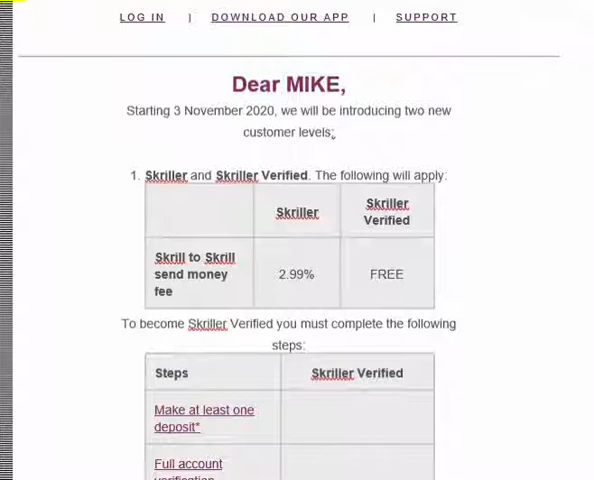 LOG IN | DOWNLOAD OUR APP | SUPPORT
Dear MIKE,
Starting 3 November 2020, we will be introducing two new
customer levels;
1. Skriller and Skriller Verified. The following will apply:
Skriller
Skriller
Verified
Skrill to Skrill
send money
fee
2.99%
FREE
To become Skriller Verified you must complete the following
steps:
Steps
Skriller Verified
Make at least one
deposit*
Full account
verification